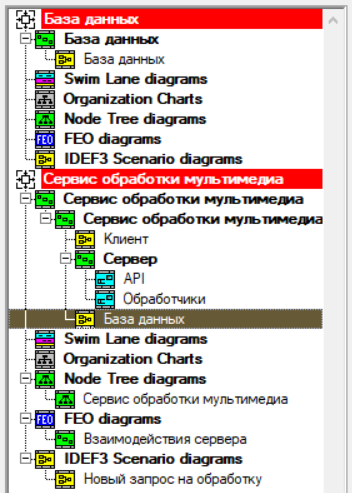 База данных
База данных
База данных
Swim Lane diagrams
Organization Charts
Node Tree diagrams
FEO FEO diagrams
IDEF3 Scenario diagrams
Сервис обработки мультимедиа
Сервис обработки мультимедиа
Сервис обработки мультимедиа
Клиент
Сервер
API
Обработчики
База данных
Swim Lane diagrams
Organization Charts
Node Tree diagrams
Сервис обработки мультимедиа
FEO FEO diagrams
Взаимодействия сервера
IDEF3 Scenario diagrams
Новый запрос на обработку